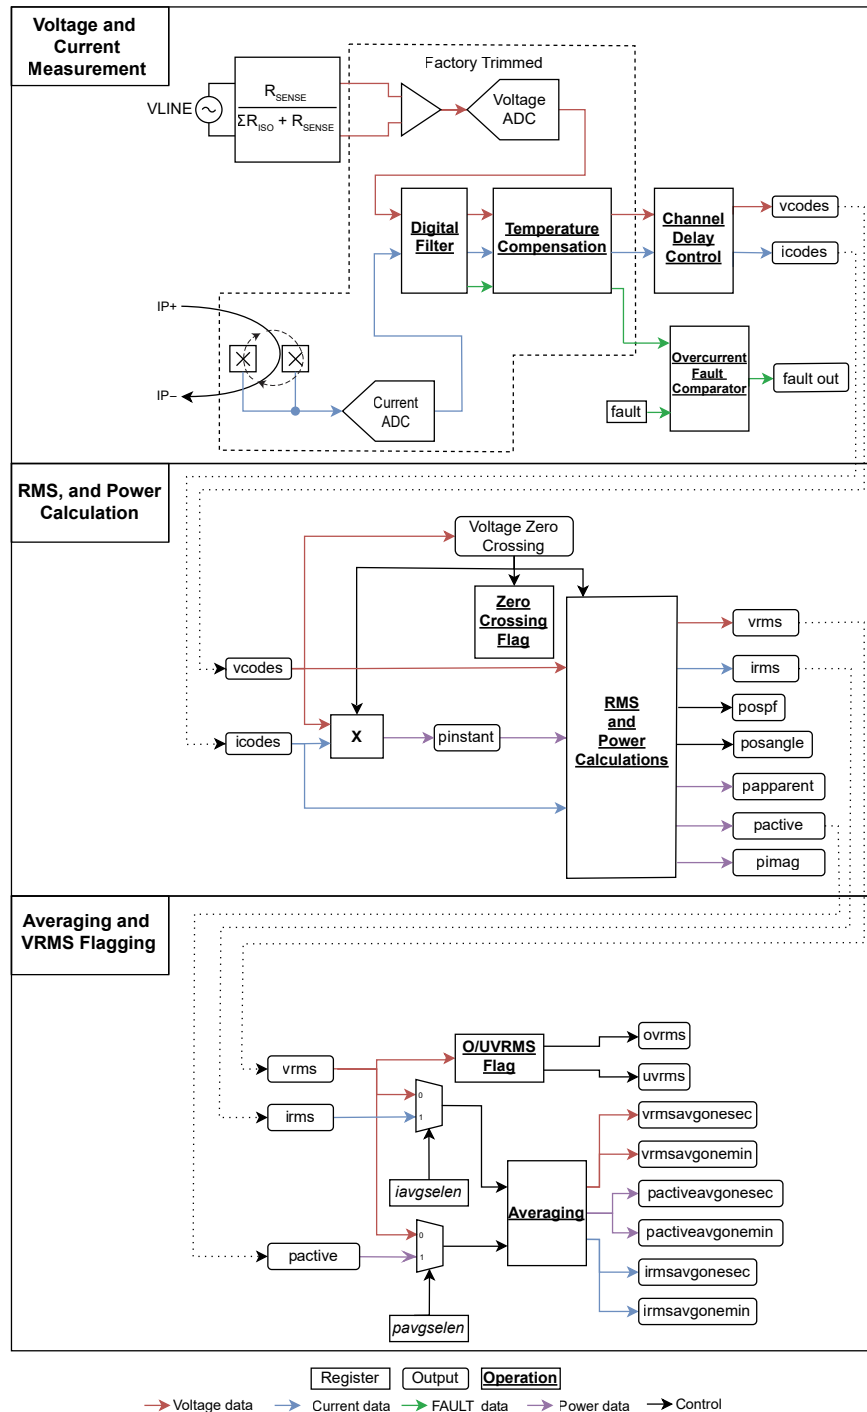 Voltage and
Current
Measurement
Factory Trimmed
VLINE
R_SENSE
ΣR_ISO + R_SENSE
Voltage
ADC
Digital
Filter
Temperature
Compensation
Channel
Delay
Control
vcodes
icodes
IP+
IP–
Current
ADC
Overcurrent
Fault
Comparator
fault
fault out
RMS, and Power
Calculation
Voltage Zero
Crossing
Zero
Crossing
Flag
vcodes
icodes
X
pinstant
RMS
and
Power
Calculations
vrms
irms
pospf
posangle
papparent
pactive
pimag
Averaging and
VRMS Flagging
O/UVRMS
Flag
ovrms
uvrms
vrms
irms
0
1
iavgselen
pactive
0
1
pavgselen
Averaging
vrmsavgonesec
vrmsavgonemin
pactiveavgonesec
pactiveavgonemin
irmsavgonesec
irmsavgonemin
Register
Output
Operation
Voltage data
Current data
FAULT data
Power data
Control